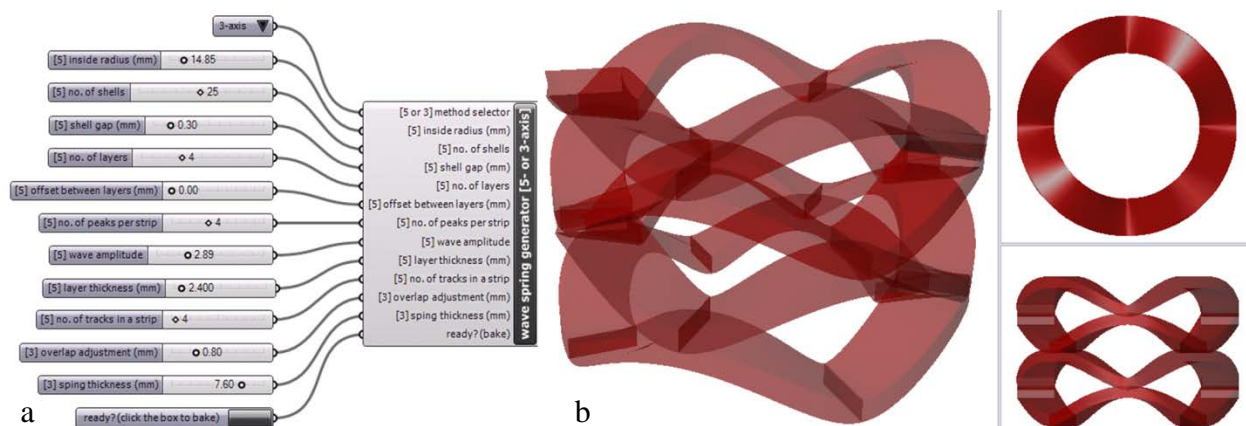 3-axis
[5] inside radius (mm) 14.85
[5] no. of shells 25
[5] shell gap (mm) 0.30
[5] no. of layers 4
[5] offset between layers (mm) 0.00
[5] no. of peaks per strip 4
[5] wave amplitude 2.89
[5] layer thickness (mm) 2.400
[5] no. of tracks in a strip 4
[3] overlap adjustment (mm) 0.80
[3] sping thickness (mm) 7.60
ready? (click the box to bake)
[5 or 3] method selector
[5] inside radius (mm)
[5] no. of shells
[5] shell gap (mm)
[5] no. of layers
[5] offset between layers (mm)
[5] no. of peaks per strip
[5] wave amplitude
[5] layer thickness (mm)
[5] no. of tracks in a strip
[3] overlap adjustment (mm)
[3] sping thickness (mm)
ready? (bake)
wave spring generator [5- or 3-axis]
a
b